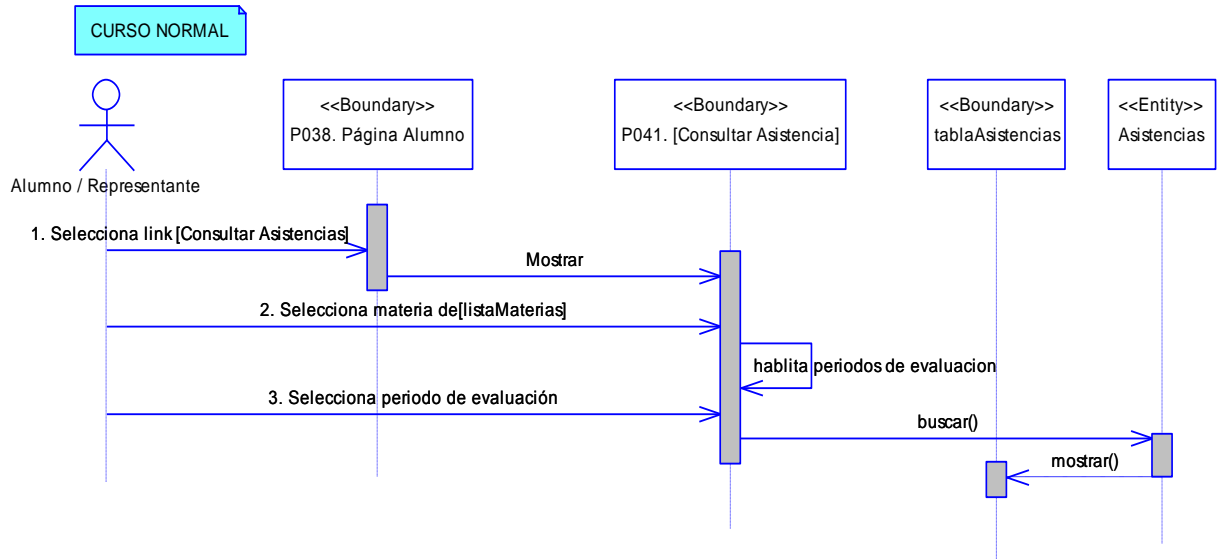 CURSO NORMAL
<<Boundary>>
P038. Página Alumno
<<Boundary>>
P041. [Consultar Asistencia]
<<Boundary>>
tablaAsistencias
<<Entity>>
Asistencias
Alumno / Representante
1. Selecciona link [Consultar Asistencias]
Mostrar
2. Selecciona materia de[listaMaterias]
hablita periodos de evaluacion
3. Selecciona periodo de evaluación
buscar()
mostrar()